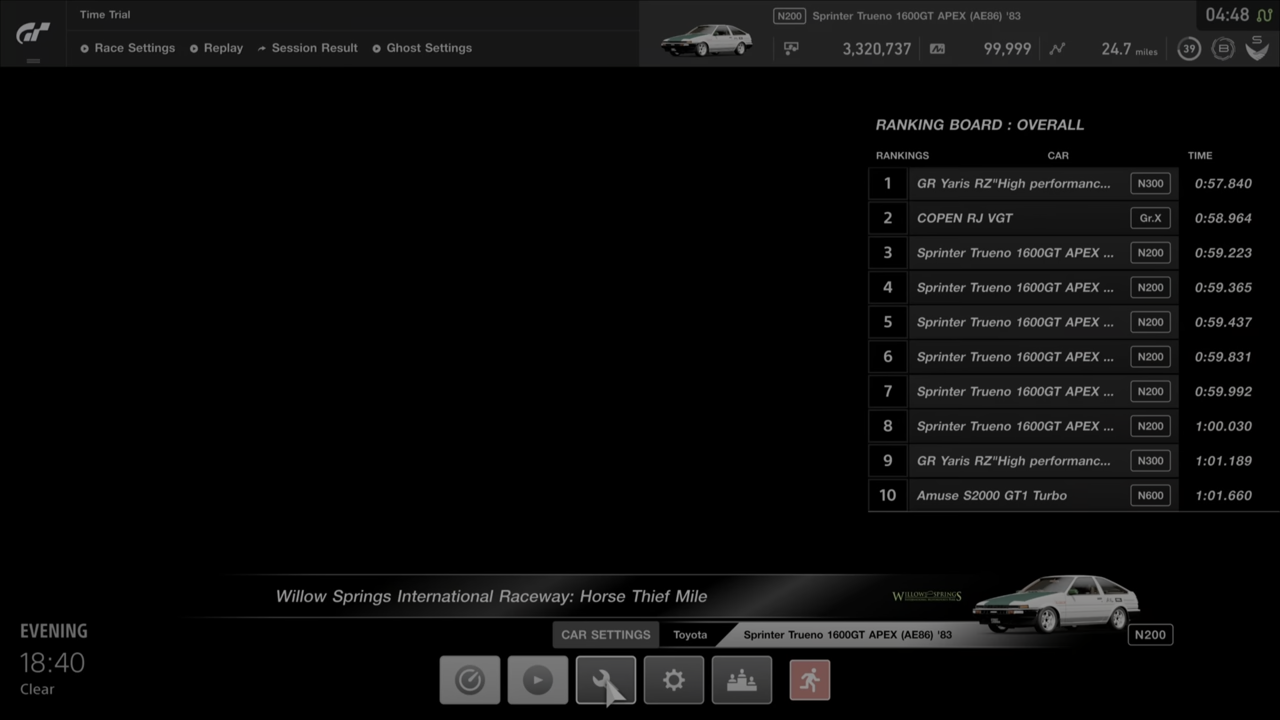 Time Trial
Race Settings Replay Session Result Ghost Settings
N200 Sprinter Trueno 1600GT APEX (AE86) '83
3,320,737 99,999 24.7 miles 39 B S
04:48
RANKING BOARD : OVERALL
RANKINGS CAR TIME
1 GR Yaris RZ"High performanc... N300 0:57.840
2 COPEN RJ VGT Gr.X 0:58.964
3 Sprinter Trueno 1600GT APEX ... N200 0:59.223
4 Sprinter Trueno 1600GT APEX ... N200 0:59.365
5 Sprinter Trueno 1600GT APEX ... N200 0:59.437
6 Sprinter Trueno 1600GT APEX ... N200 0:59.831
7 Sprinter Trueno 1600GT APEX ... N200 0:59.992
8 Sprinter Trueno 1600GT APEX ... N200 1:00.030
9 GR Yaris RZ"High performanc... N300 1:01.189
10 Amuse S2000 GT1 Turbo N600 1:01.660
Willow Springs International Raceway: Horse Thief Mile
WILLOW SPRINGS
CAR SETTINGS Toyota Sprinter Trueno 1600GT APEX (AE86) '83 N200
EVENING
18:40
Clear